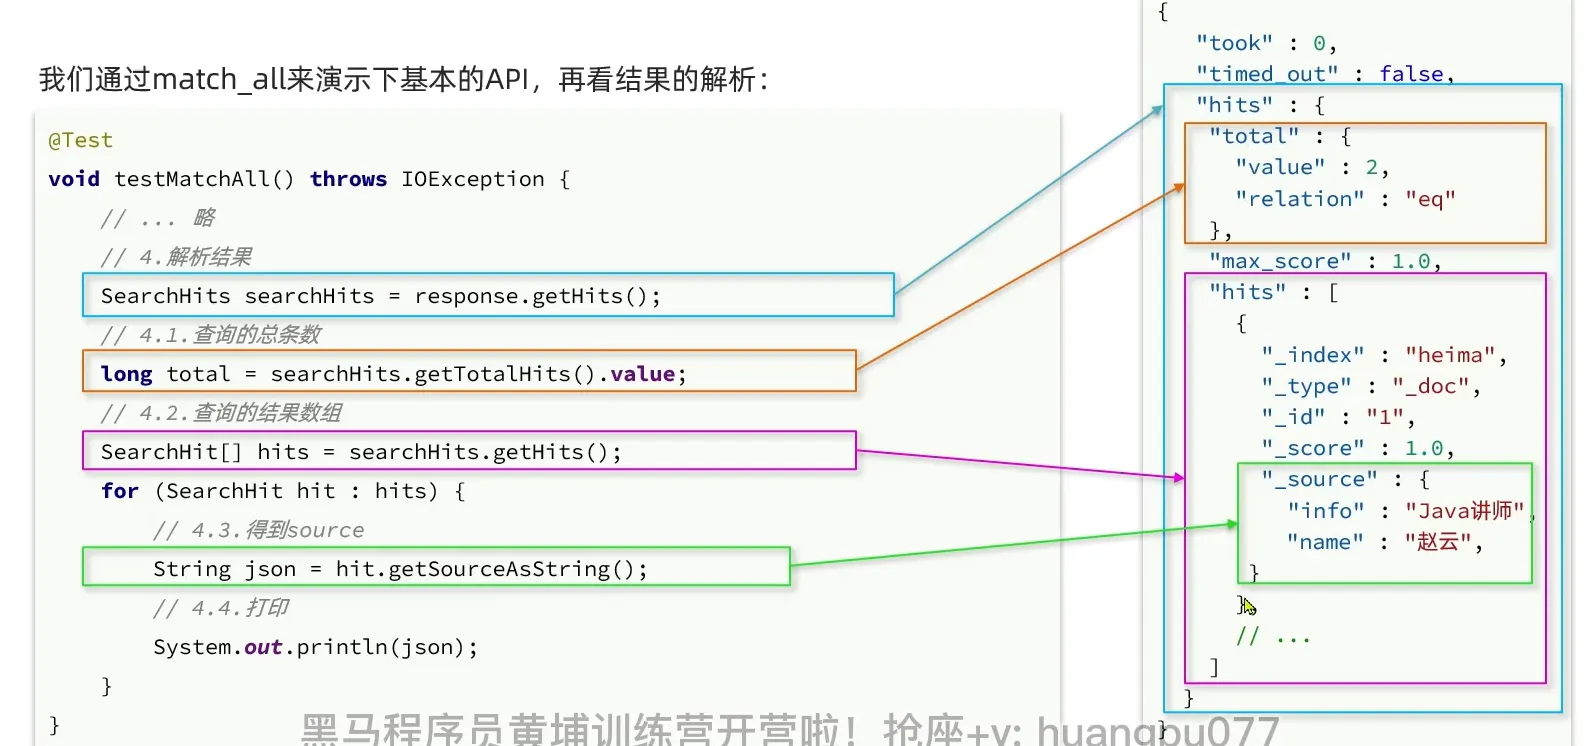 我们通过match_all来演示下基本的API，再看结果的解析：
@Test
void testMatchAll() throws IOException {
// ... 略
// 4.解析结果
SearchHits searchHits = response.getHits();
// 4.1.查询的总条数
long total = searchHits.getTotalHits().value;
// 4.2.查询的结果数组
SearchHit[] hits = searchHits.getHits();
for (SearchHit hit : hits) {
// 4.3.得到source
String json = hit.getSourceAsString();
// 4.4.打印
System.out.println(json);
}
}
{
"took" : 0,
"timed_out" : false,
"hits" : {
"total" : {
"value" : 2,
"relation" : "eq"
},
"max_score" : 1.0,
"hits" : [
{
"_index" : "heima",
"_type" : "_doc",
"_id" : "1",
"_score" : 1.0,
"_source" : {
"info" : "Java讲师",
"name" : "赵云",
}
},
// ...
]
}
}
黑马程序员黄埔训练营开营啦！抢座+v: huangbu077